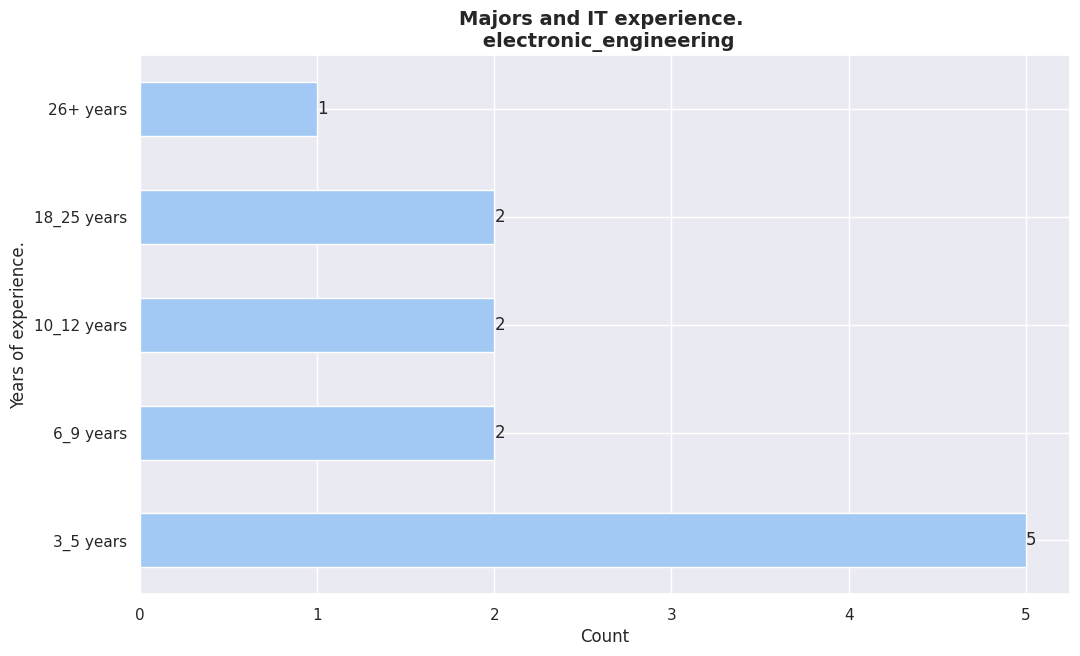 Majors and IT experience.
electronic_engineering
26+ years
1
18_25 years
2
10_12 years
2
6_9 years
2
3_5 years
5
Years of experience.
0 1 2 3 4 5
Count